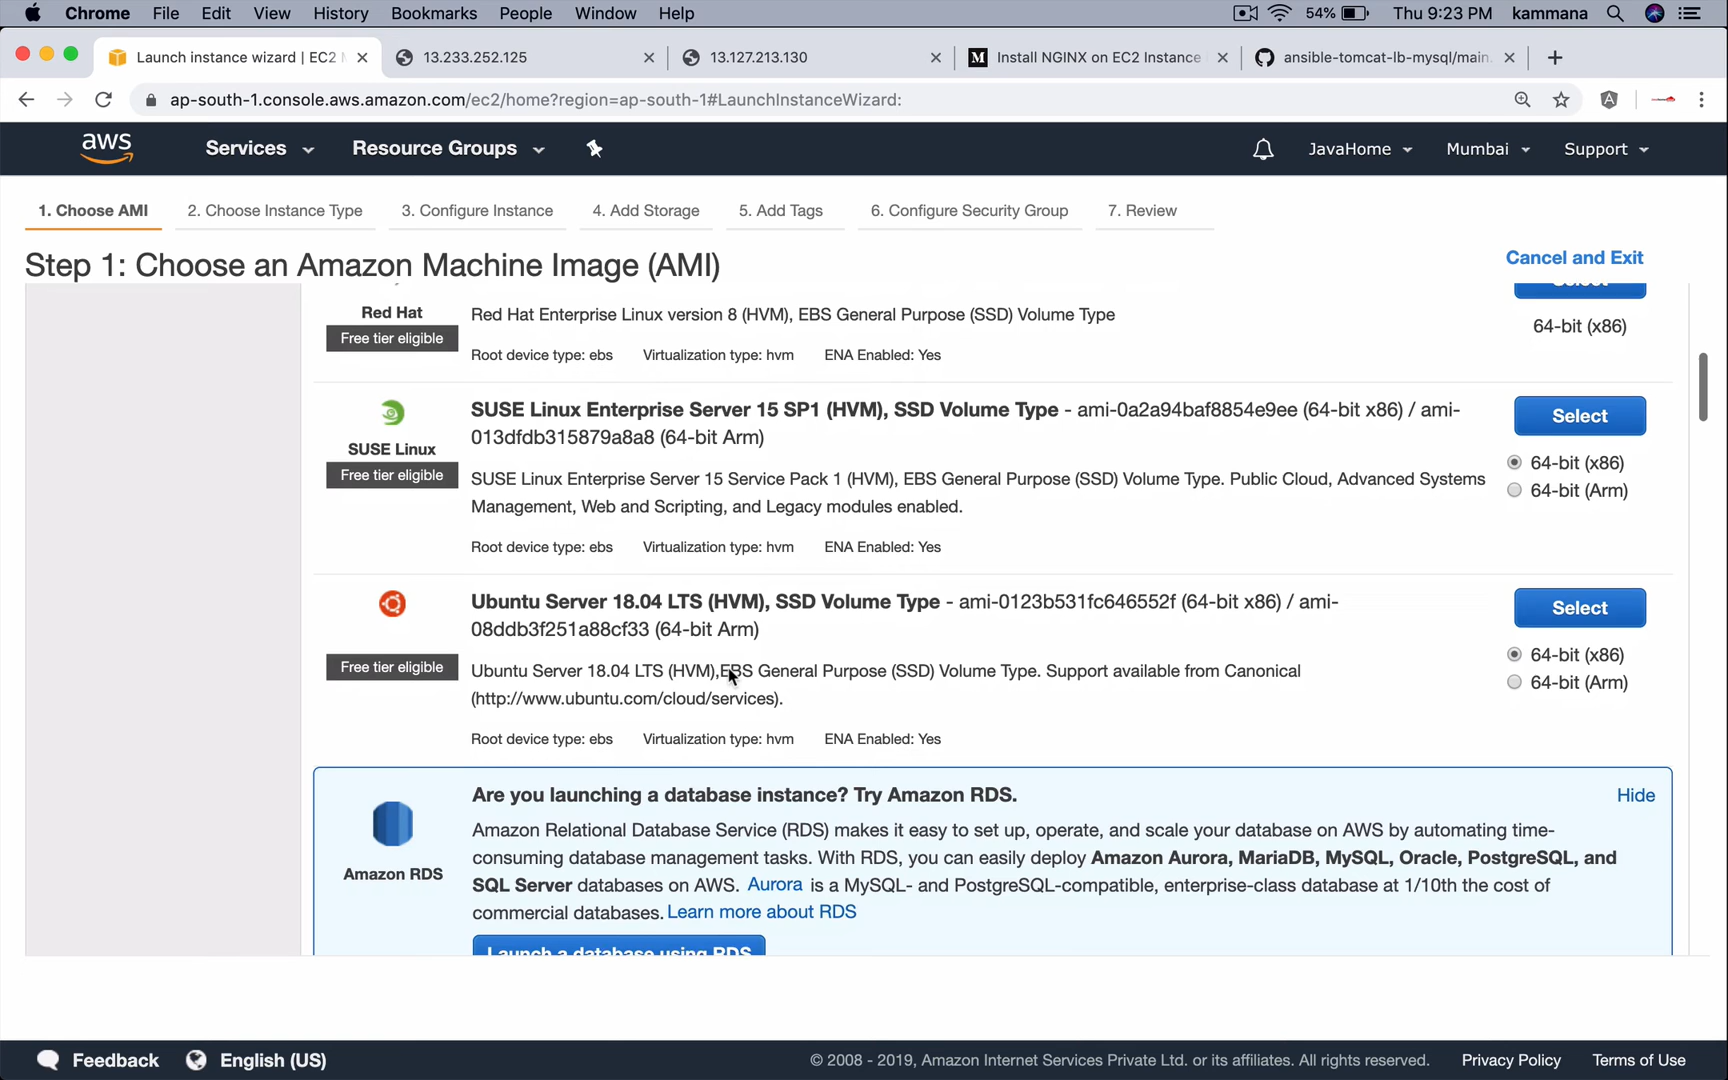 Chrome File Edit View History Bookmarks People Window Help 54% Thu 9:23 PM kammana
Launch instance wizard | EC2 M 13.233.252.125 13.127.213.130 Install NGINX on EC2 Instance ansible-tomcat-lb-mysql/main.
ap-south-1.console.aws.amazon.com/ec2/home?region=ap-south-1#LaunchInstanceWizard:
aws Services Resource Groups JavaHome Mumbai Support
1. Choose AMI 2. Choose Instance Type 3. Configure Instance 4. Add Storage 5. Add Tags 6. Configure Security Group 7. Review
Step 1: Choose an Amazon Machine Image (AMI) Cancel and Exit
Select
Red Hat Red Hat Enterprise Linux version 8 (HVM), EBS General Purpose (SSD) Volume Type 64-bit (x86)
Free tier eligible
Root device type: ebs Virtualization type: hvm ENA Enabled: Yes
SUSE Linux Enterprise Server 15 SP1 (HVM), SSD Volume Type - ami-0a2a94baf8854e9ee (64-bit x86) / ami- Select
013dfdb315879a8a8 (64-bit Arm)
SUSE Linux
Free tier eligible SUSE Linux Enterprise Server 15 Service Pack 1 (HVM), EBS General Purpose (SSD) Volume Type. Public Cloud, Advanced Systems 64-bit (x86)
Management, Web and Scripting, and Legacy modules enabled. 64-bit (Arm)
Root device type: ebs Virtualization type: hvm ENA Enabled: Yes
Ubuntu Server 18.04 LTS (HVM), SSD Volume Type - ami-0123b531fc646552f (64-bit x86) / ami- Select
08ddb3f251a88cf33 (64-bit Arm)
Free tier eligible Ubuntu Server 18.04 LTS (HVM),EBS General Purpose (SSD) Volume Type. Support available from Canonical 64-bit (x86)
(http://www.ubuntu.com/cloud/services). 64-bit (Arm)
Root device type: ebs Virtualization type: hvm ENA Enabled: Yes
Are you launching a database instance? Try Amazon RDS. Hide
Amazon Relational Database Service (RDS) makes it easy to set up, operate, and scale your database on AWS by automating time-
consuming database management tasks. With RDS, you can easily deploy Amazon Aurora, MariaDB, MySQL, Oracle, PostgreSQL, and
Amazon RDS
SQL Server databases on AWS. Aurora is a MySQL- and PostgreSQL-compatible, enterprise-class database at 1/10th the cost of
commercial databases. Learn more about RDS
Launch a database using RDS
Feedback English (US) © 2008 - 2019, Amazon Internet Services Private Ltd. or its affiliates. All rights reserved. Privacy Policy Terms of Use